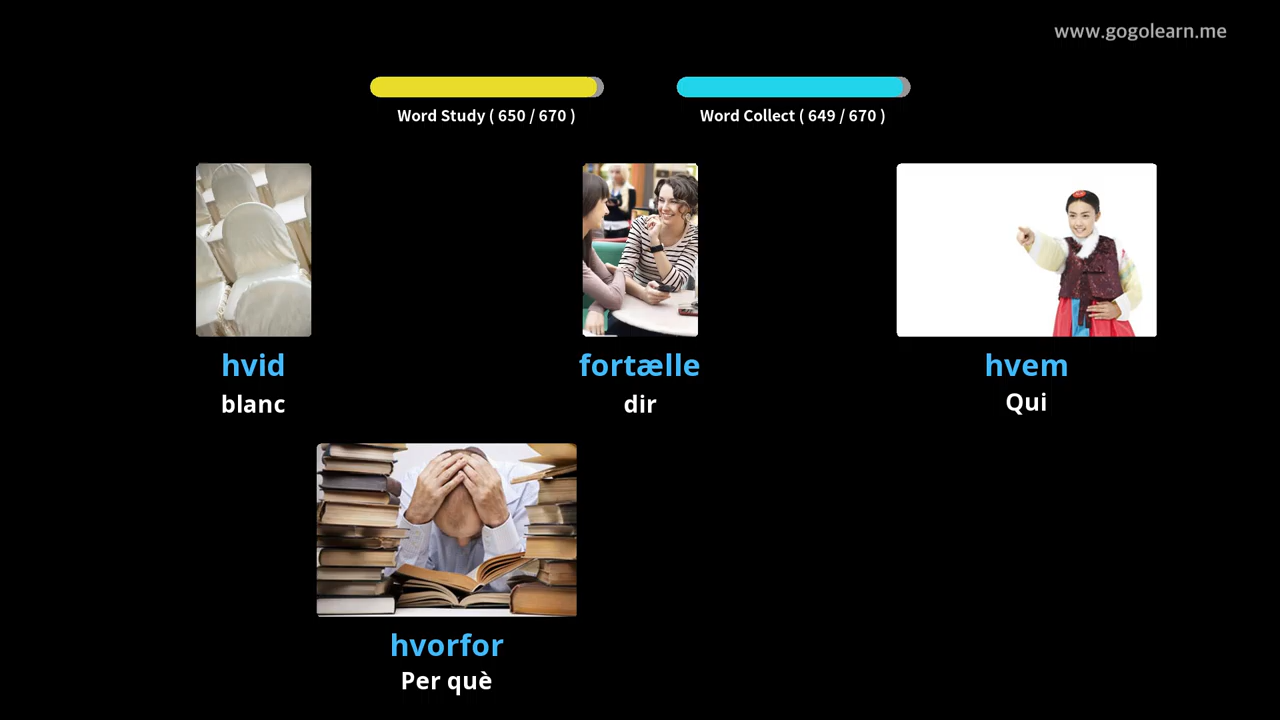 www.gogolearn.me
Word Study ( 650 / 670 )
Word Collect ( 649 / 670 )
hvid
blanc
fortælle
dir
hvem
Qui
hvorfor
Per què